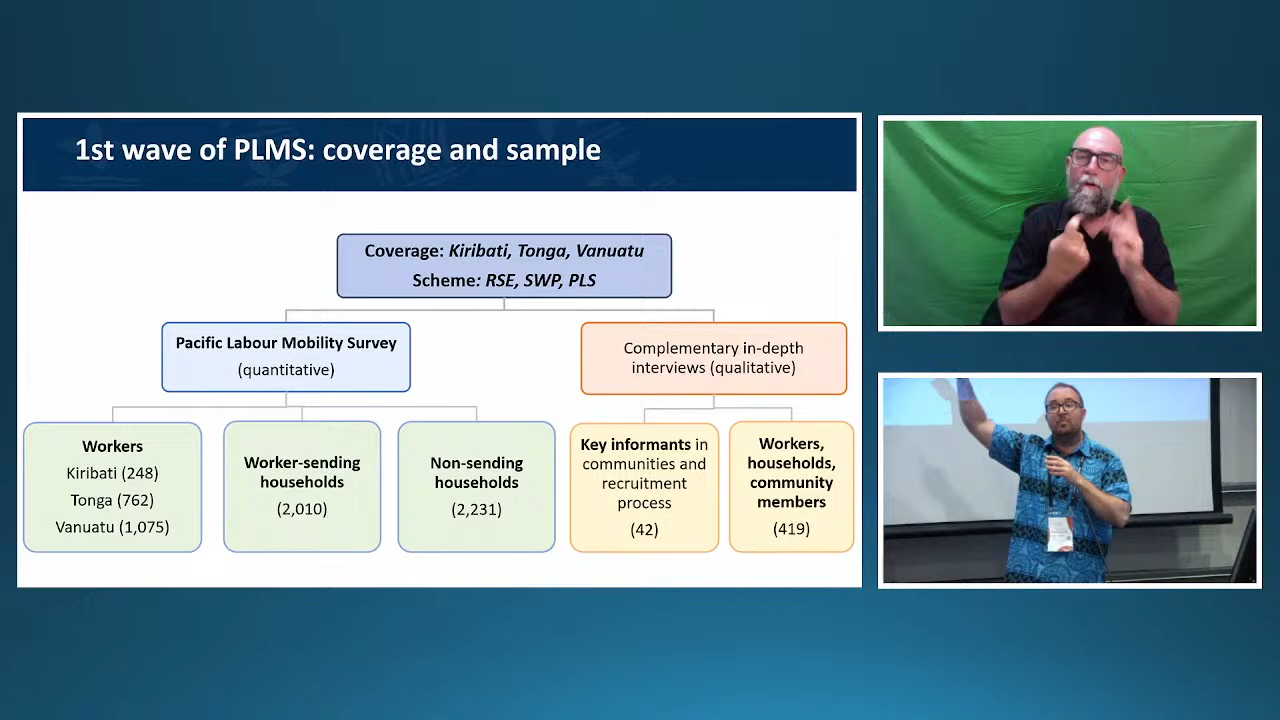 1st wave of PLMS: coverage and sample
Coverage: Kiribati, Tonga, Vanuatu
Scheme: RSE, SWP, PLS
Pacific Labour Mobility Survey
(quantitative)
Complementary in-depth
interviews (qualitative)
Workers
Kiribati (248)
Tonga (762)
Vanuatu (1,075)
Worker-sending
households
(2,010)
Non-sending
households
(2,231)
Key informants in
communities and
recruitment
process
(42)
Workers,
households,
community
members
(419)